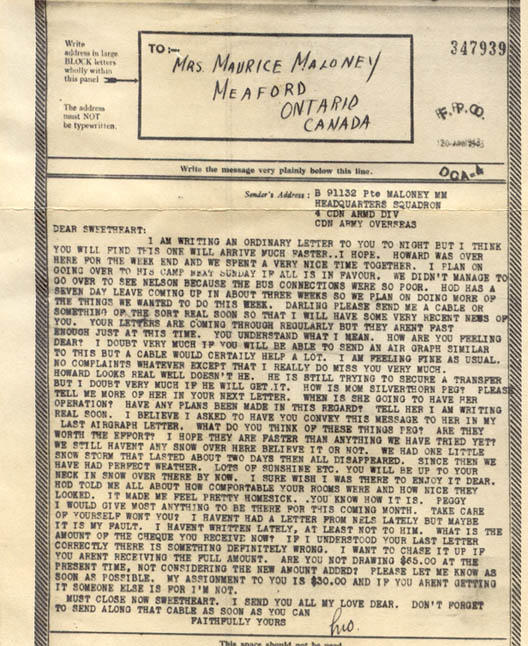 Write
address in large
BLOCK letters
wholly within
this panel
The address
must NOT
be typewritten.
TO:—
MRS. MAURICE MALONEY
MEAFORD
ONTARIO
CANADA
347939
F.P.O.
DCA-4
Write the message very plainly below this line.
Sender's Address : B 91132 Pte MALONEY MM
HEADQUARTERS SQUADRON
4 CDN ARMD DIV
CDN ARMY OVERSEAS
DEAR SWEETHEART:
I AM WRITING AN ORDINARY LETTER TO YOU TO NIGHT BUT I THINK
YOU WILL FIND THIS ONE WILL ARRIVE MUCH FASTER..I HOPE. HOWARD WAS OVER
HERE FOR THE WEEK END AND WE SPENT A VERY NICE TIME TOGETHER. I PLAN ON
GOING OVER TO HIS CAMP NEXT SUNDAY IF ALL IS IN FAVOUR. WE DIDN'T MANAGE TO
GO OVER TO SEE NELSON BECAUSE THE BUS CONNECTIONS WERE SO POOR. HOD HAS A
SEVEN DAY LEAVE COMING UP IN ABOUT THREE WEEKS SO WE PLAN ON DOING MORE OF
THE THINGS WE WANTED TO DO THIS WEEK. DARLING PLEASE SEND ME A CABLE OR
SOMETHING OF THE SORT REAL SOON SO THAT I WILL HAVE SOME VERY RECENT NEWS OF
YOU. YOUR LETTERS ARE COMING THROUGH REGULARLY BUT THEY ARENT FAST
ENOUGH JUST AT THIS TIME. YOU UNDERSTAND WHAT I MEAN. HOW ARE YOU FEELING
DEAR? I DOUBT VERY MUCH IF YOU WILL BE ABLE TO SEND AN AIR GRAPH SIMILAR
TO THIS BUT A CABLE WOULD CERTAILY HELP A LOT. I AM FEELING FINE AS USUAL.
NO COMPLAINTS WHATEVER EXCEPT THAT I REALLY DO MISS YOU VERY MUCH.
HOWARD LOOKS REAL WELL DOESN'T HE. HE IS STILL TRYING TO SECURE A TRANSFER
BUT I DOUBT VERY MUCH IF HE WILL GET IT. HOW IS MOM SILVERTHORN PEG? PLEASE
TELL ME MORE OF HER IN YOUR NEXT LETTER. WHEN IS SHE GOING TO HAVE HER
OPERATION? HAVE ANY PLANS BEEN MADE IN THIS REGARD? TELL HER I AM WRITING
REAL SOON. I BELIEVE I ASKED TO HAVE YOU CONVEY THIS MESSAGE TO HER IN MY
LAST AIRGRAPH LETTER. WHAT DO YOU THINK OF THESE THINGS PEG? ARE THEY
WORTH THE EFFORT? I HOPE THEY ARE FASTER THAN ANYTHING WE HAVE TRIED YET?
WE STILL HAVEN'T ANY SNOW OVER HERE BELIEVE IT OR NOT. WE HAD ONE LITTLE
SNOW STORM THAT LASTED ABOUT TWO DAYS THEN ALL DISAPPEARED. SINCE THEN WE
HAVE HAD PERFECT WEATHER. LOTS OF SUNSHINE ETC. YOU WILL BE UP TO YOUR
NECK IN SNOW OVER THERE BY NOW. I SURE WISH I WAS THERE TO ENJOY IT DEAR.
HOD TOLD ME ALL ABOUT HOW COMFORTABLE YOUR ROOMS WERE AND HOW NICE THEY
LOOKED. IT MADE ME FEEL PRETTY HOMESICK. .YOU KNOW HOW IT IS PEGGY
I WOULD GIVE MOST ANYTHING TO BE THERE FOR THIS COMING MONTH. TAKE CARE
OF YOURSELF WONT YOU? I HAVEN'T HAD A LETTER FROM NELS LATELY BUT MAYBE
IT IS MY FAULT. I HAVENT WRITTEN LATELY, AT LEAST NOT TO HIM. WHAT IS THE
AMOUNT OF THE CHEQUE YOU RECEIVE NOW? IF I UNDERSTOOD YOUR LAST LETTER
CORRECTLY THERE IS SOMETHING DEFINITELY WRONG. I WANT TO CHASE IT UP IF
YOU ARENT RECEIVING THE FULL AMOUNT. ARE YOU NOT DRAWING $65.00 AT THE
PRESENT TIME, NOT CONSIDERING THE NEW AMOUNT ADDED? PLEASE LET ME KNOW AS
SOON AS POSSIBLE. MY ASSIGNMENT TO YOU IS $30.00 AND IF YOU ARENT GETTING
IT SOMEONE ELSE IS FOR I'M NOT.
MUST CLOSE NOW SWEETHEART. I SEND YOU ALL MY LOVE DEAR. DON'T FORGET
TO SEND ALONG THAT CABLE AS SOON AS YOU CAN
FAITHFULLY YOURS
This space should not be used.